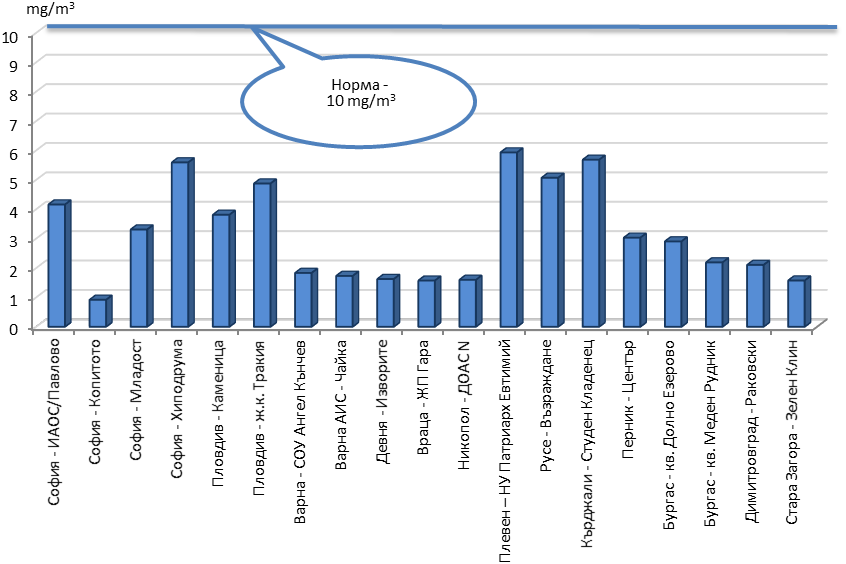 mg/m³
10
9
8
7
6
5
4
3
2
1
0
Норма -
10 mg/m³
София - ИАОС/Павлово
София - Копитото
София - Младост
София - Хиподрума
Пловдив - Каменица
Пловдив - ж.к. Тракия
Варна - СОУ Ангел Кънчев
Варна АИС - Чайка
Девня - Изворите
Враца - ЖП Гара
Никопол - ДОАС N
Плевен – НУ Патриарх Евтимий
Русе - Възраждане
Кърджали - Студен Кладенец
Перник - Център
Бургас - кв. Долно Езерово
Бургас - кв. Меден Рудник
Димитровград - Раковски
Стара Загора - Зелен Клин